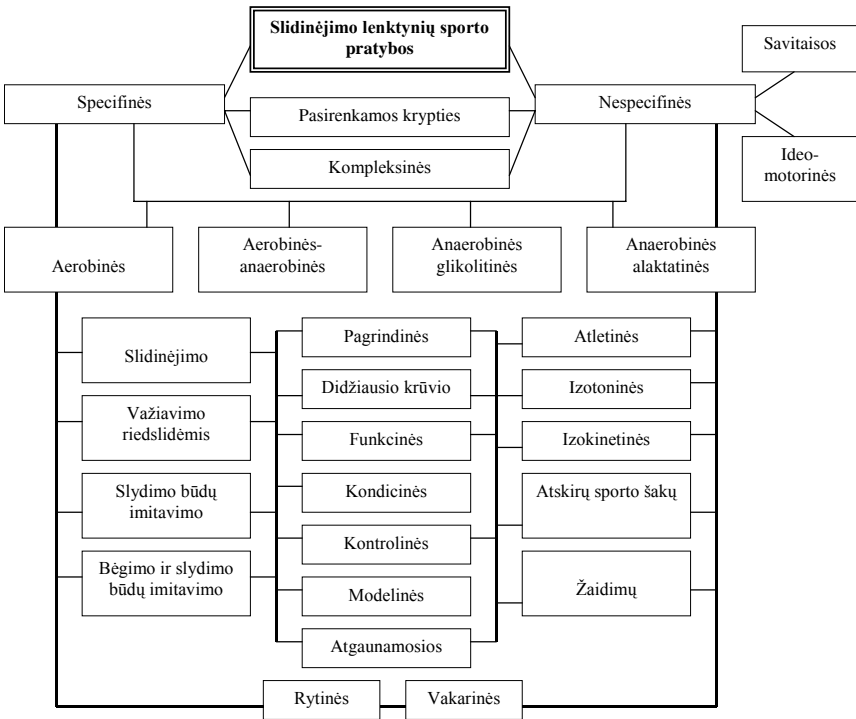 Slidinėjimo lenktynių sporto
pratybos
Savitaisos
Specifinės
Nespecifinės
Pasirenkamos krypties
Kompleksinės
Ideo-
motorinės
Aerobinės
Aerobinės-
anaerobinės
Anaerobinės
glikolitinės
Anaerobinės
alaktatinės
Slidinėjimo
Pagrindinės
Atletinės
Važiavimo
riedslidėmis
Didžiausio krūvio
Izotoninės
Funkcinės
Izokinetinės
Slydimo būdų
imitavimo
Kondicinės
Atskirų sporto šakų
Kontrolinės
Bėgimo ir slydimo
būdų imitavimo
Modelinės
Žaidimų
Atgaunamosios
Rytinės
Vakarinės